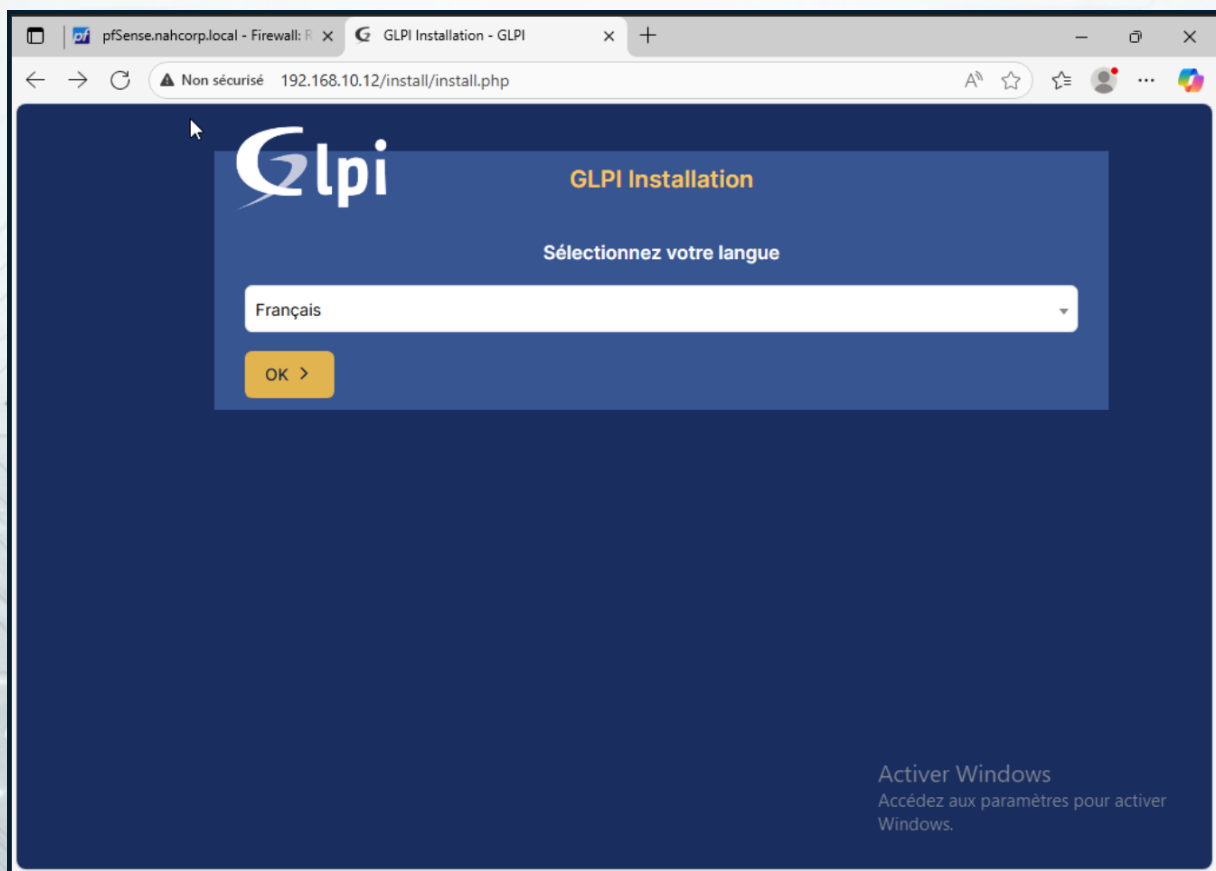 pfSense.nahcorp.local - Firewall: R
GLPI Installation - GLPI
Non sécurisé 192.168.10.12/install/install.php
Glpi
GLPI Installation
Sélectionnez votre langue
Français
OK >
Activer Windows
Accédez aux paramètres pour activer
Windows.